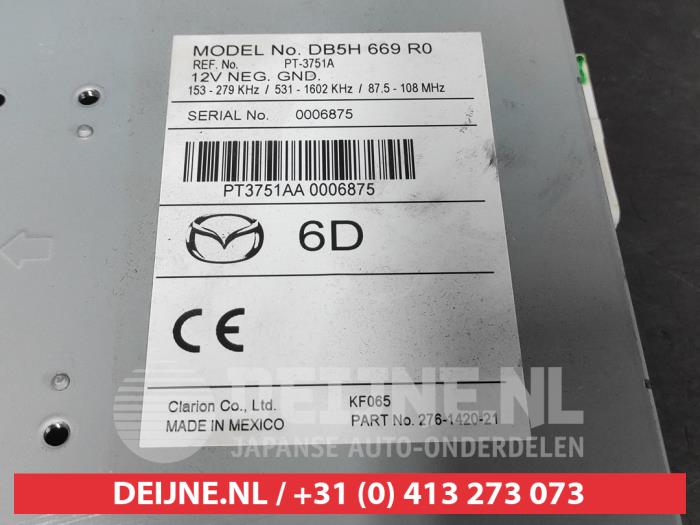 MODEL No. DB5H 669 R0
REF. No. PT-3751A
12V NEG. GND.
153 - 279 KHz / 531 - 1602 KHz / 87.5 - 108 MHz
SERIAL No. 0006875
PT3751AA 0006875
6D
CE
Clarion Co., Ltd. KF065
MADE IN MEXICO PART No. 276-1420-21
DEIJNE.NL
JAPANSE AUTO-ONDERDELEN
DEIJNE.NL / +31 (0) 413 273 073